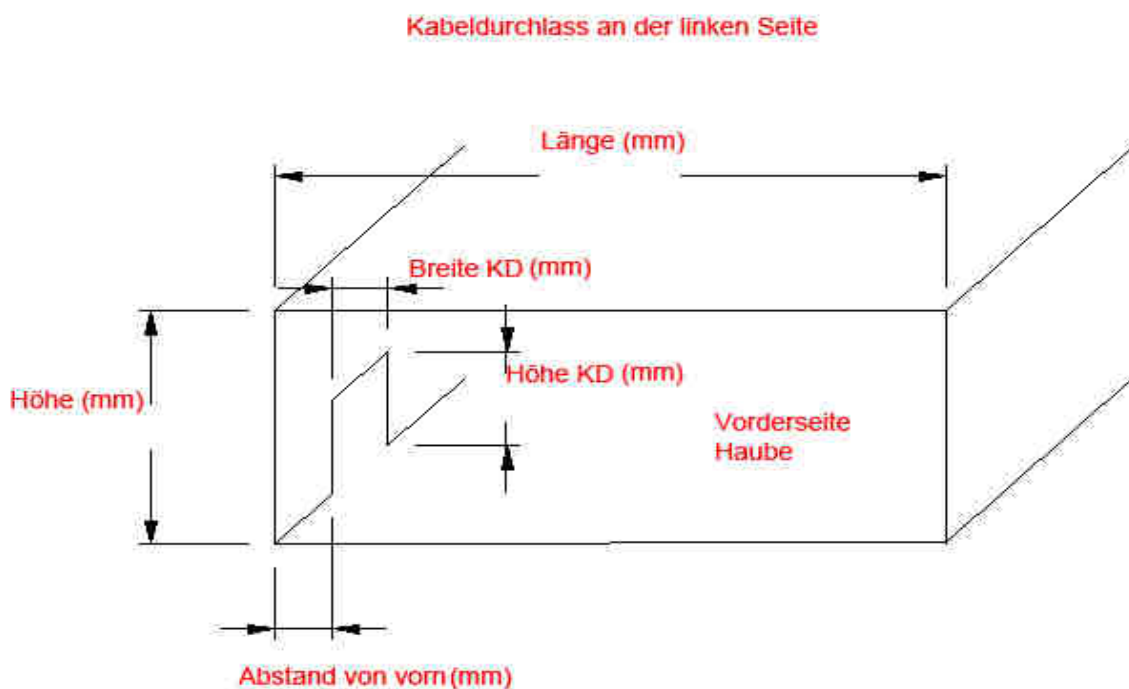 Kabeldurchlass an der linken Seite
Länge (mm)
Breite KD (mm)
Höhe KD (mm)
Höhe (mm)
Vorderseite
Haube
Abstand von vorn (mm)